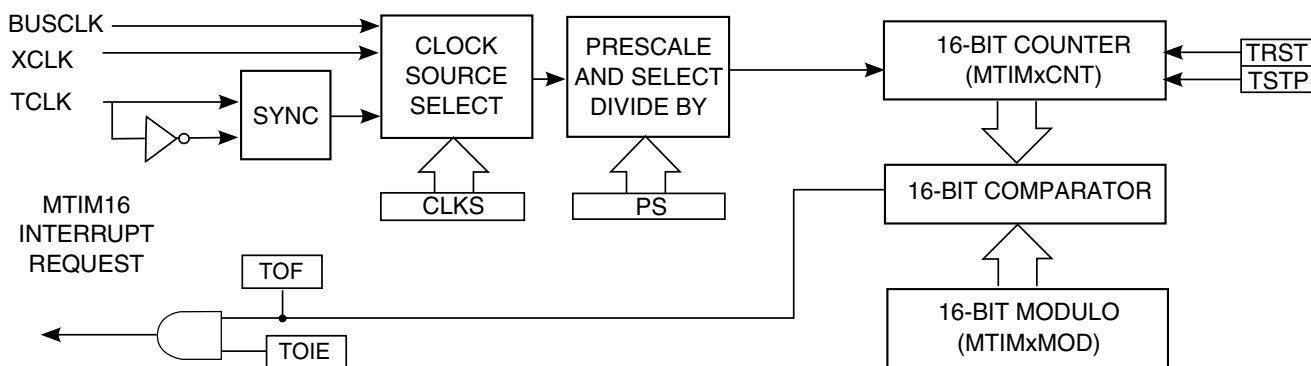 BUSCLK
XCLK
TCLK
SYNC
CLOCK
SOURCE
SELECT
CLKS
PRESCALE
AND SELECT
DIVIDE BY
PS
16-BIT COUNTER
(MTIMxCNT)
TRST
TSTP
16-BIT COMPARATOR
16-BIT MODULO
(MTIMxMOD)
MTIM16
INTERRUPT
REQUEST
TOF
TOIE